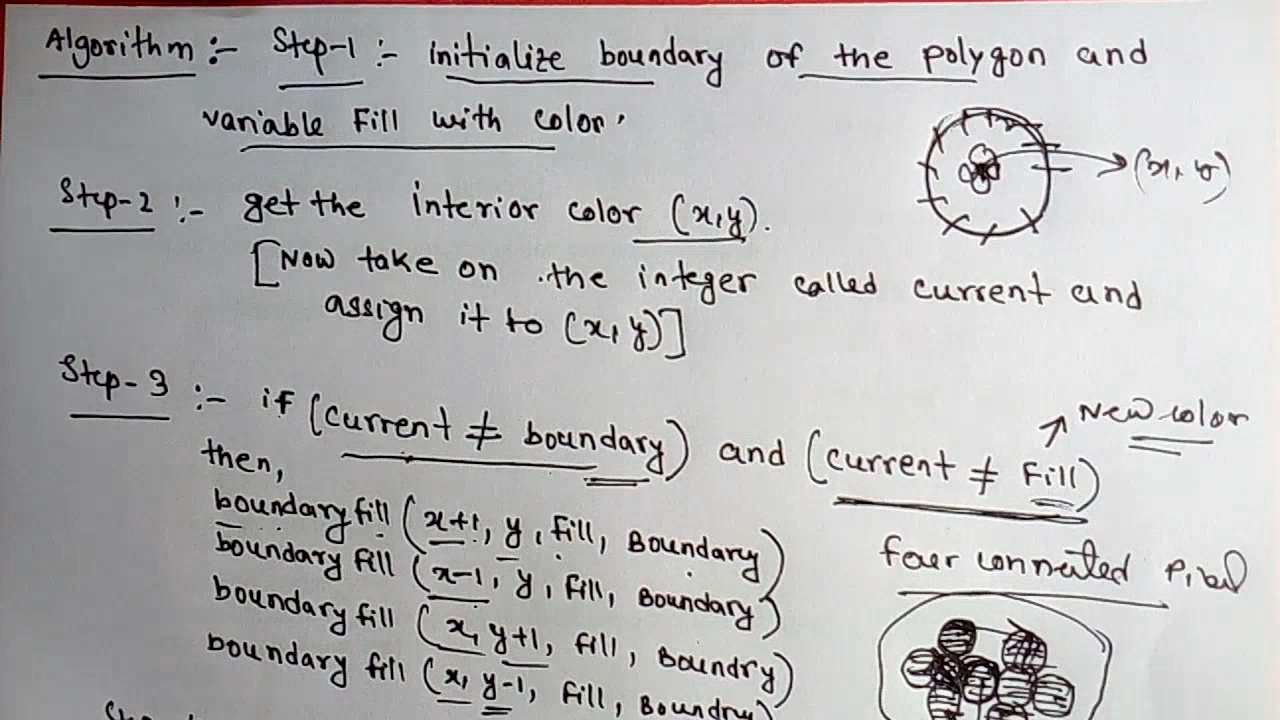 Algorithm :- Step-1 :- initialize boundary of the polygon and
variable Fill with color.
(x, y)
Step-2 :- get the interior color (x,y).
[Now take on the integer called current and
assign it to (x, y)]
Step-3 :- if (current ≠ boundary) and (current ≠ Fill)
New color
then,
boundary fill (x+1, y, fill, Boundary)
boundary fill (x-1, y, fill, Boundary)
boundary fill (x, y+1, fill, Boundry)
boundary fill (x, y-1, fill, Boundry)
four connected